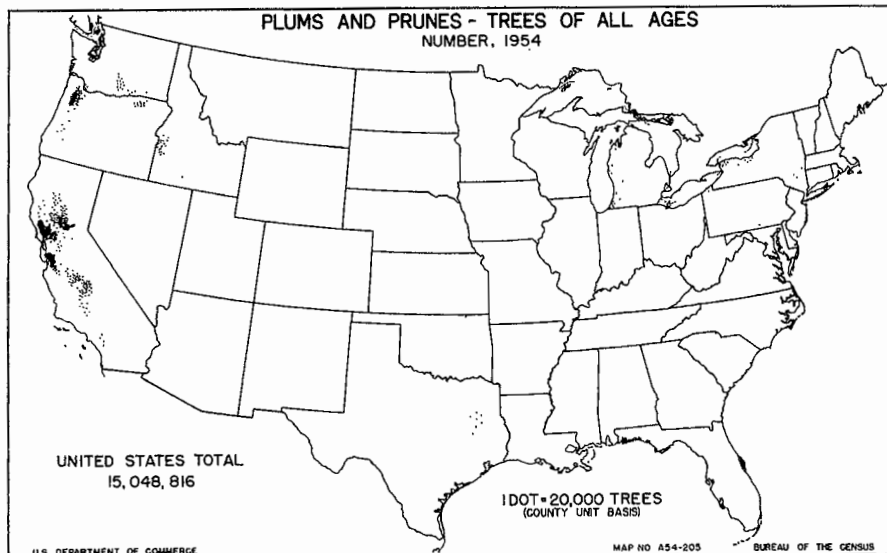 PLUMS AND PRUNES - TREES OF ALL AGES
NUMBER, 1954
UNITED STATES TOTAL
15,048,816
1 DOT = 20,000 TREES
(COUNTY UNIT BASIS)
U.S. DEPARTMENT OF COMMERCE
MAP NO A54-205
BUREAU OF THE CENSUS